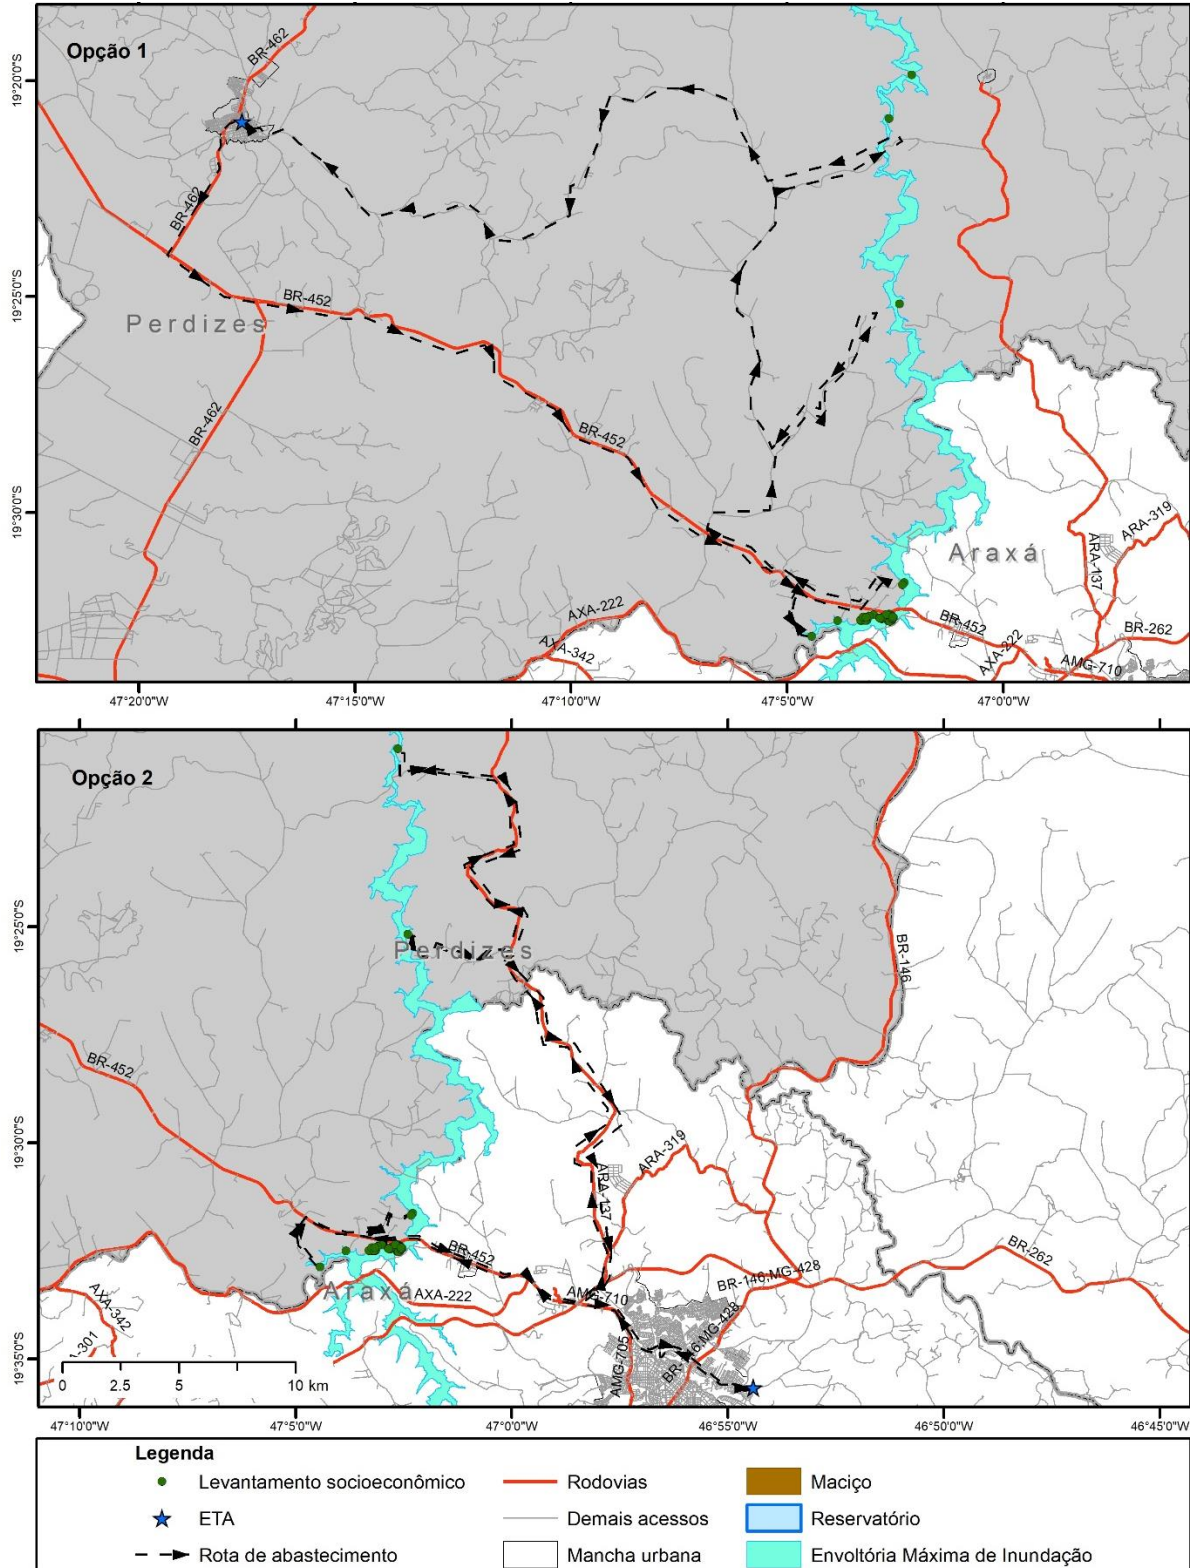 Opção 1
BR-462
19°20'0"S
BR-462
BR-452
19°25'0"S
Perdizes
BR-462
BR-452
19°30'0"S
Araxá
ARA-319
ARA-137
AXA-222
BR-452
BR-262
AXA-342
AXA-222
AMG-710
47°20'0"W
47°15'0"W
47°10'0"W
47°5'0"W
47°0'0"W
Opção 2
19°25'0"S
Perdizes
BR-146
BR-452
19°30'0"S
ARA-319
ARA-137
BR-452
BR-262
BR-146;MG-428
Araxá
AXA-222
AMG-710
AXA-342
BR-146;MG-428
AMG-705
A-301
19°35'0"S
0 2.5 5 10 km
47°10'0"W
47°5'0"W
47°0'0"W
46°55'0"W
46°50'0"W
46°45'0"W
Legenda
Levantamento socioeconômico
Rodovias
Maciço
ETA
Demais acessos
Reservatório
Rota de abastecimento
Mancha urbana
Envoltória Máxima de Inundação